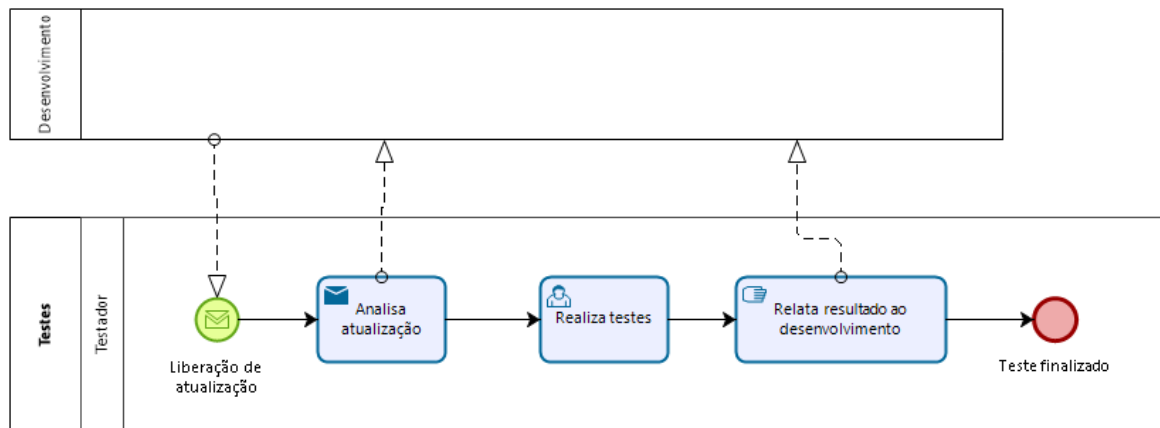 Desenvolvimento
Testes
Testador
Liberação de
atualização
Analisa
atualização
Realiza testes
Relata resultado ao
desenvolvimento
Teste finalizado